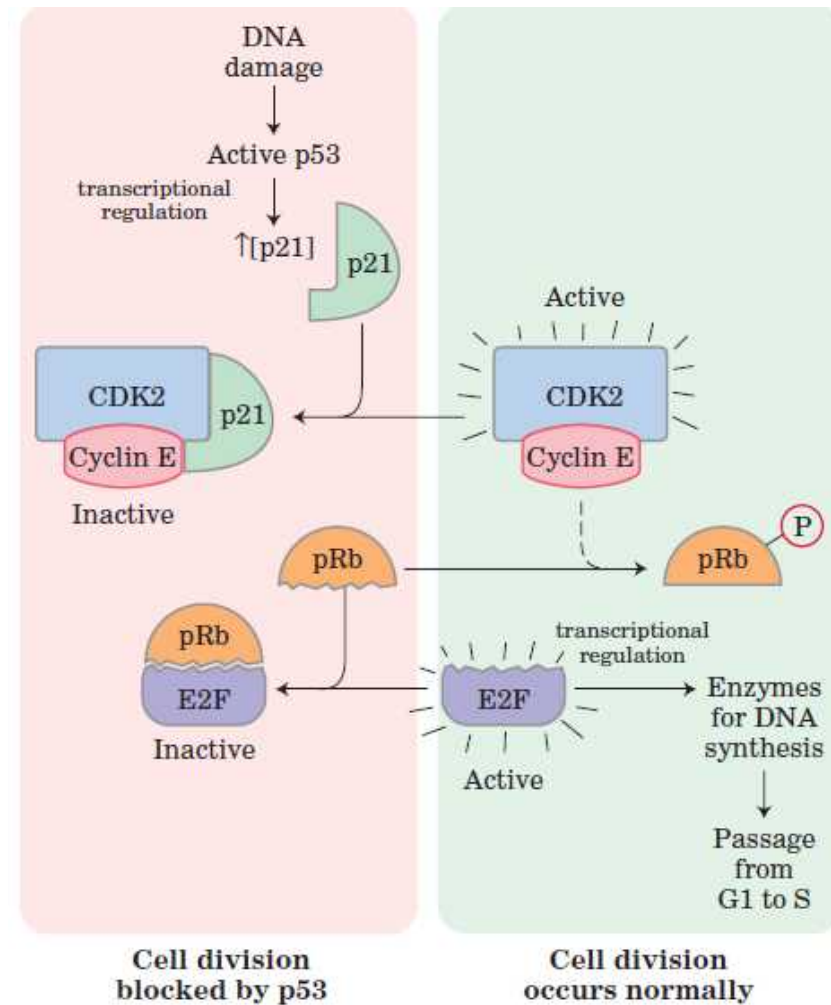 DNA
damage
Active p53
transcriptional
regulation
↑[p21]
p21
Active
CDK2
p21
Cyclin E
Inactive
CDK2
Cyclin E
pRb
P
pRb
pRb
E2F
Inactive
transcriptional
regulation
E2F
Active
Enzymes
for DNA
synthesis
Passage
from
G1 to S
Cell division
blocked by p53
Cell division
occurs normally